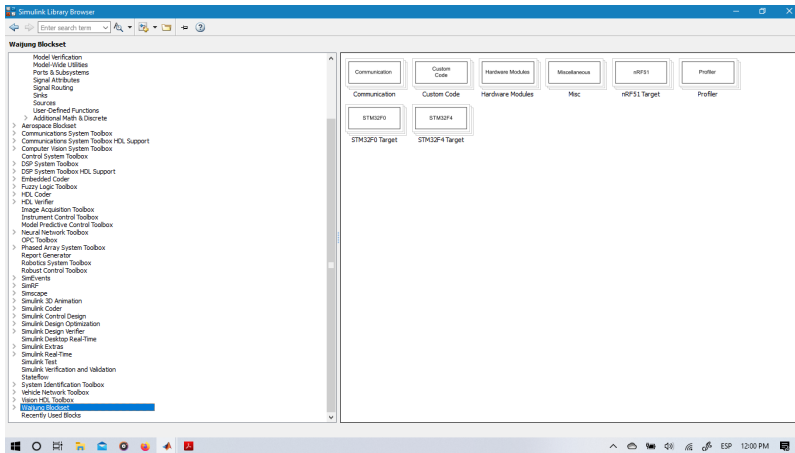 Simulink Library Browser
Enter search term
Waijung Blockset
Model Verification
Model-Wide Utilities
Ports & Subsystems
Signal Attributes
Signal Routing
Sinks
Sources
User-Defined Functions
Additional Math & Discrete
Aerospace Blockset
Communications System Toolbox
Communications System Toolbox HDL Support
Computer Vision System Toolbox
Control System Toolbox
DSP System Toolbox
DSP System Toolbox HDL Support
Embedded Coder
Fuzzy Logic Toolbox
HDL Coder
HDL Verifier
Image Acquisition Toolbox
Instrument Control Toolbox
Model Predictive Control Toolbox
Neural Network Toolbox
OPC Toolbox
Phased Array System Toolbox
Report Generator
Robotics System Toolbox
Robust Control Toolbox
SimEvents
SimRF
Simscape
Simulink 3D Animation
Simulink Coder
Simulink Control Design
Simulink Design Optimization
Simulink Design Verifier
Simulink Desktop Real-Time
Simulink Extras
Simulink Real-Time
Simulink Test
Simulink Verification and Validation
Stateflow
System Identification Toolbox
Vehicle Network Toolbox
Vision HDL Toolbox
Waijung Blockset
Recently Used Blocks
Communication
Custom
Code
Hardware Modules
Miscellaneous
nRF51
Profiler
Communication
Custom Code
Hardware Modules
Misc
nRF51 Target
Profiler
STM32F0
STM32F4
STM32F0 Target
STM32F4 Target
ESP
12:00 PM